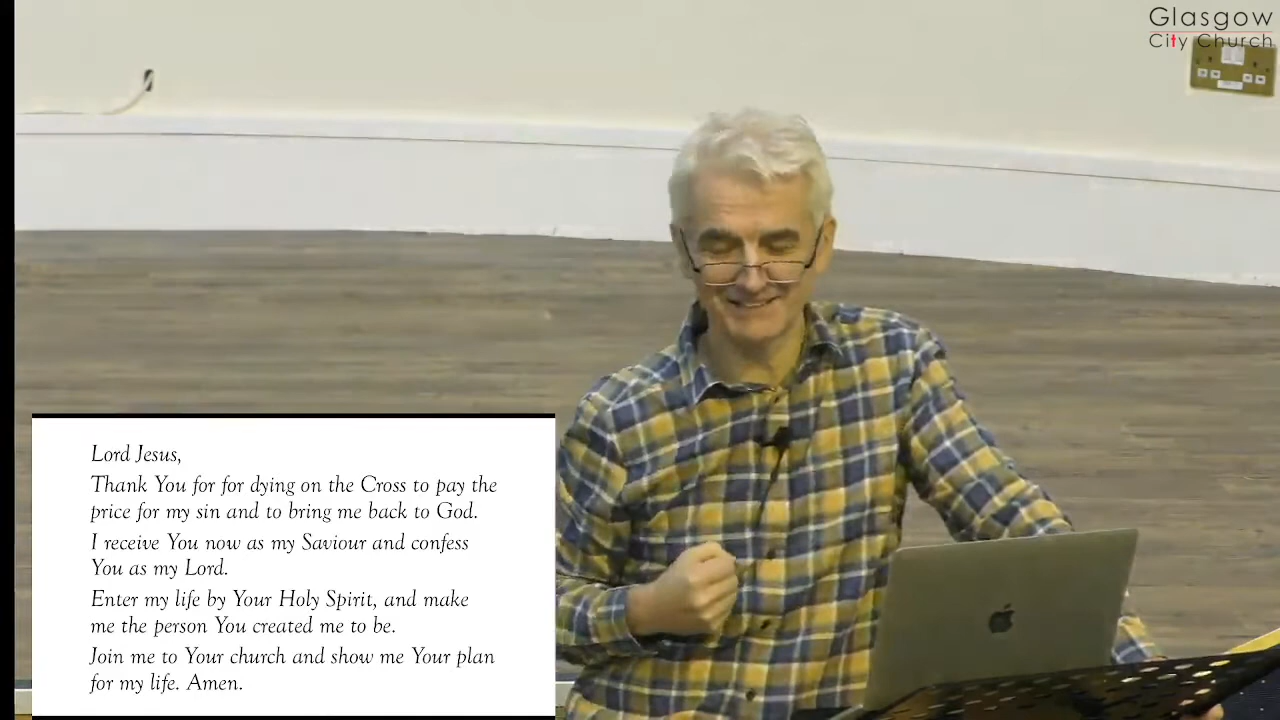 Glasgow
City Church
Lord Jesus,
Thank You for for dying on the Cross to pay the
price for my sin and to bring me back to God.
I receive You now as my Saviour and confess
You as my Lord.
Enter my life by Your Holy Spirit, and make
me the person You created me to be.
Join me to Your church and show me Your plan
for my life. Amen.